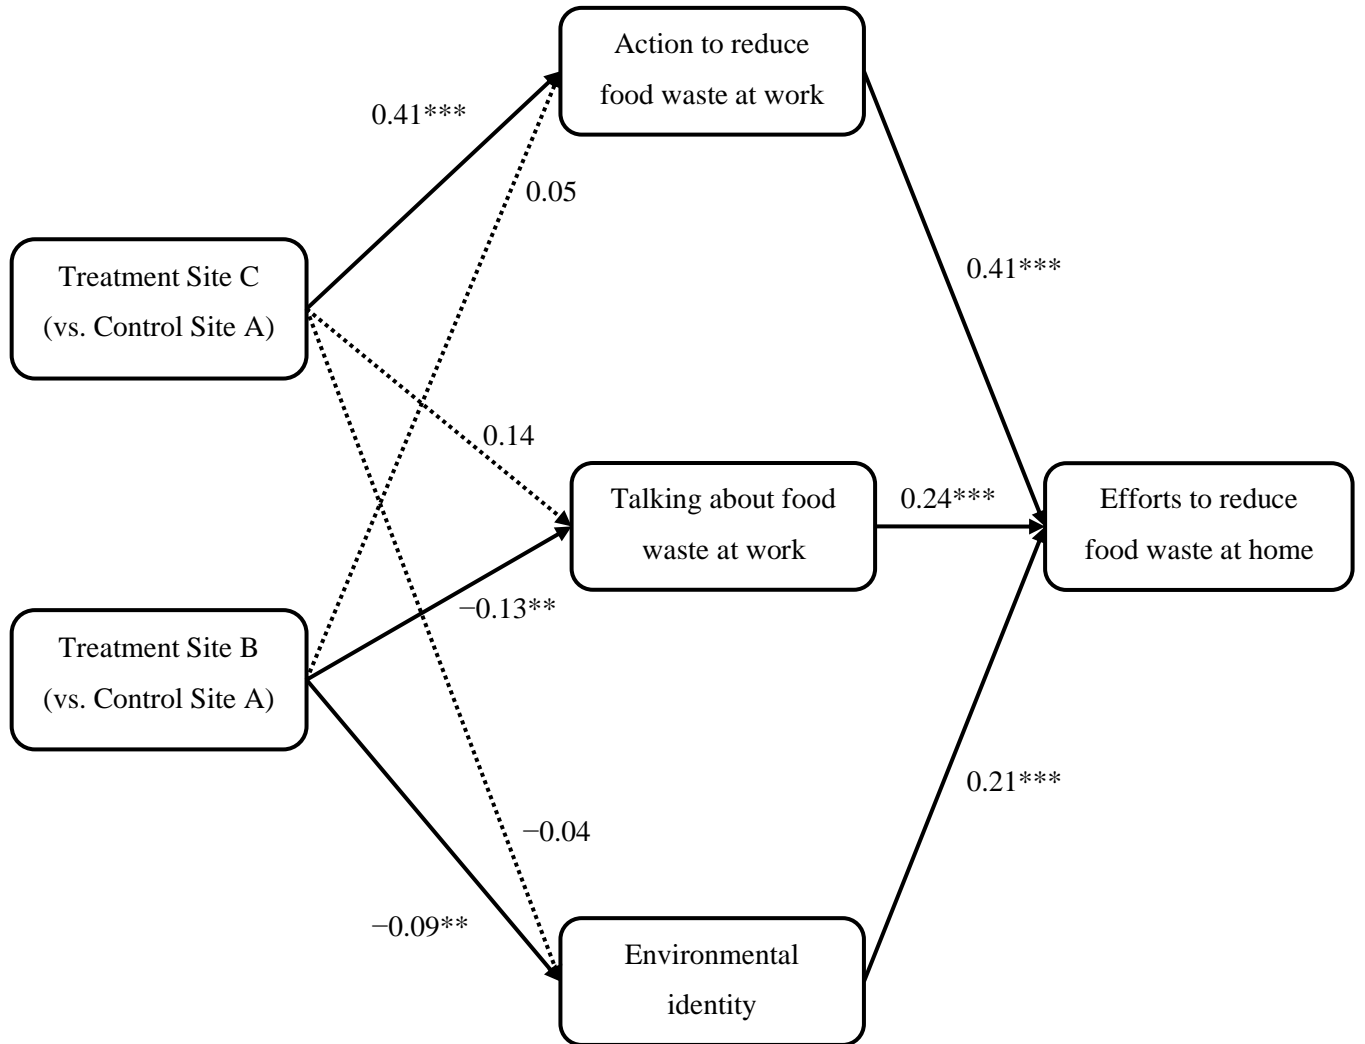 Action to reduce
food waste at work
0.41***
0.05
Treatment Site C
(vs. Control Site A)
0.41***
0.14
Talking about food
waste at work
0.24***
Efforts to reduce
food waste at home
−0.13**
Treatment Site B
(vs. Control Site A)
0.21***
−0.04
−0.09**
Environmental
identity